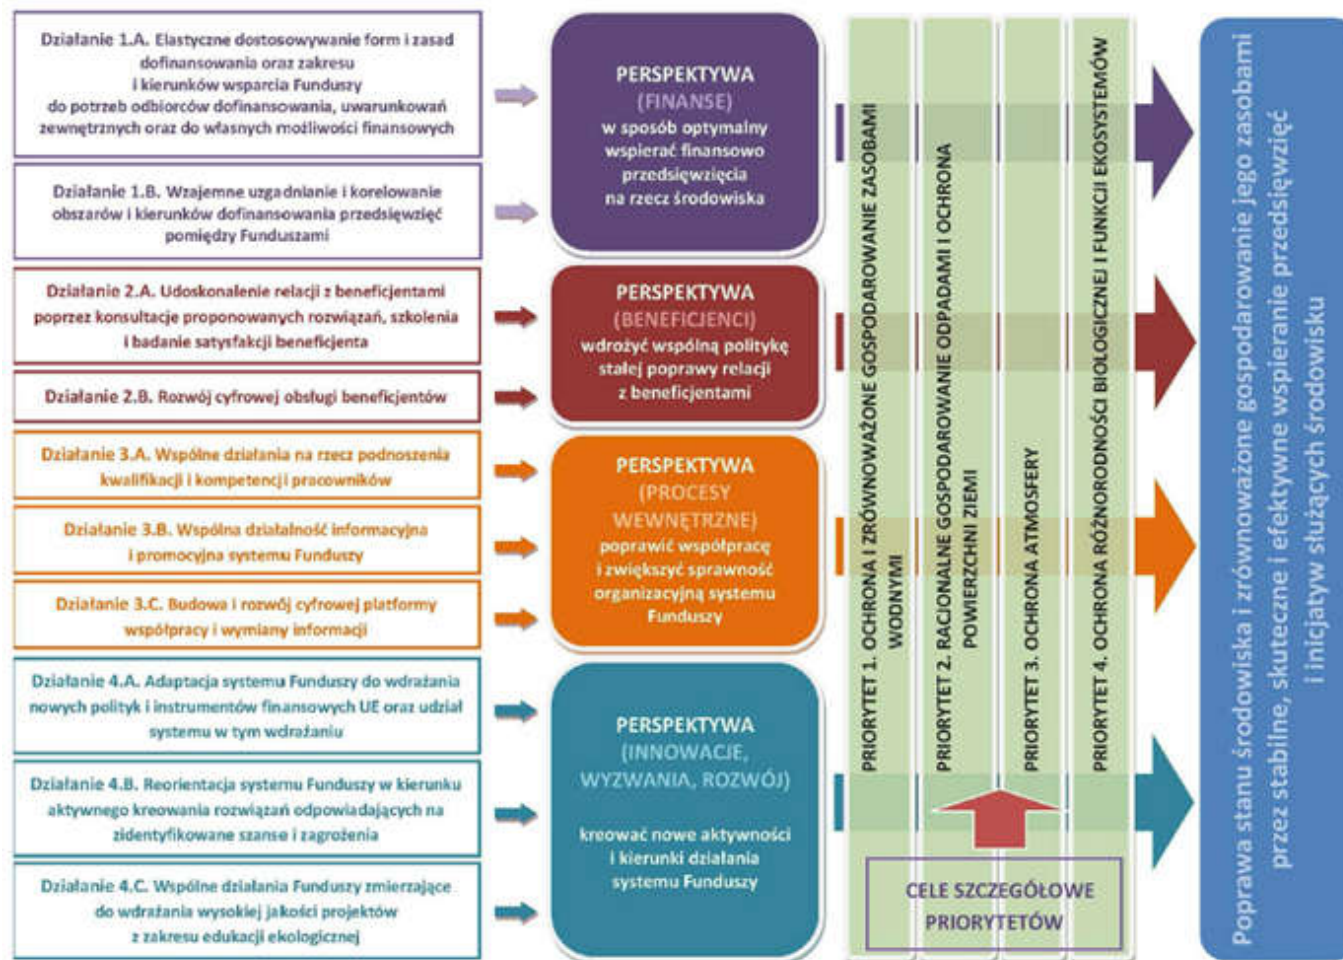 Działanie 1.A. Elastyczne dostosowywanie form i zasad
dofinansowania oraz zakresu
i kierunków wsparcia Funduszy
do potrzeb odbiorców dofinansowania, uwarunkowań
zewnętrznych oraz do własnych możliwości finansowych
Działanie 1.B. Wzajemne uzgadnianie i korelowanie
obszarów i kierunków dofinansowania przedsięwzięć
pomiędzy Funduszami
Działanie 2.A. Udoskonalenie relacji z beneficjentami
poprzez konsultacje proponowanych rozwiązań, szkolenia
i badanie satysfakcji beneficjenta
Działanie 2.B. Rozwój cyfrowej obsługi beneficjentów
Działanie 3.A. Wspólne działania na rzecz podnoszenia
kwalifikacji i kompetencji pracowników
Działanie 3.B. Wspólna działalność informacyjna
i promocyjna systemu Funduszy
Działanie 3.C. Budowa i rozwój cyfrowej platformy
współpracy i wymiany informacji
Działanie 4.A. Adaptacja systemu Funduszy do wdrażania
nowych polityk i instrumentów finansowych UE oraz udział
systemu w tym wdrażaniu
Działanie 4.B. Reorientacja systemu Funduszy w kierunku
aktywnego kreowania rozwiązań odpowiadających na
zidentyfikowane szanse i zagrożenia
Działanie 4.C. Wspólne działania Funduszy zmierzające
do wdrażania wysokiej jakości projektów
z zakresu edukacji ekologicznej
PERSPEKTYWA
(FINANSE)
w sposób optymalny
wspierać finansowo
przedsięwzięcia
na rzecz środowiska
PERSPEKTYWA
(BENEFICJENCI)
wdrożyć wspólną politykę
stałej poprawy relacji
z beneficjentami
PERSPEKTYWA
(PROCESY
WEWNĘTRZNE)
poprawić współpracę
i zwiększyć sprawność
organizacyjną systemu
Funduszy
PERSPEKTYWA
(INNOWACJE,
WYZWANIA, ROZWÓJ)
kreować nowe aktywności
i kierunki działania
systemu Funduszy
PRIORYTET 1. OCHRONA I ZRÓWNOWAŻONE GOSPODAROWANIE ZASOBAMI
WODNYMI
PRIORYTET 2. RACJONALNE GOSPODAROWANIE ODPADAMI I OCHRONA
POWIERZCHNI ZIEMI
PRIORYTET 3. OCHRONA ATMOSFERY
PRIORYTET 4. OCHRONA RÓŻNORODNOŚCI BIOLOGICZNEJ I FUNKCJI EKOSYSTEMÓW
CELE SZCZEGÓŁOWE
PRIORYTETÓW
Poprawa stanu środowiska i zrównoważone gospodarowanie jego zasobami
przez stabilne, skuteczne i efektywne wspieranie przedsięwzięć
i inicjatyw służących środowisku